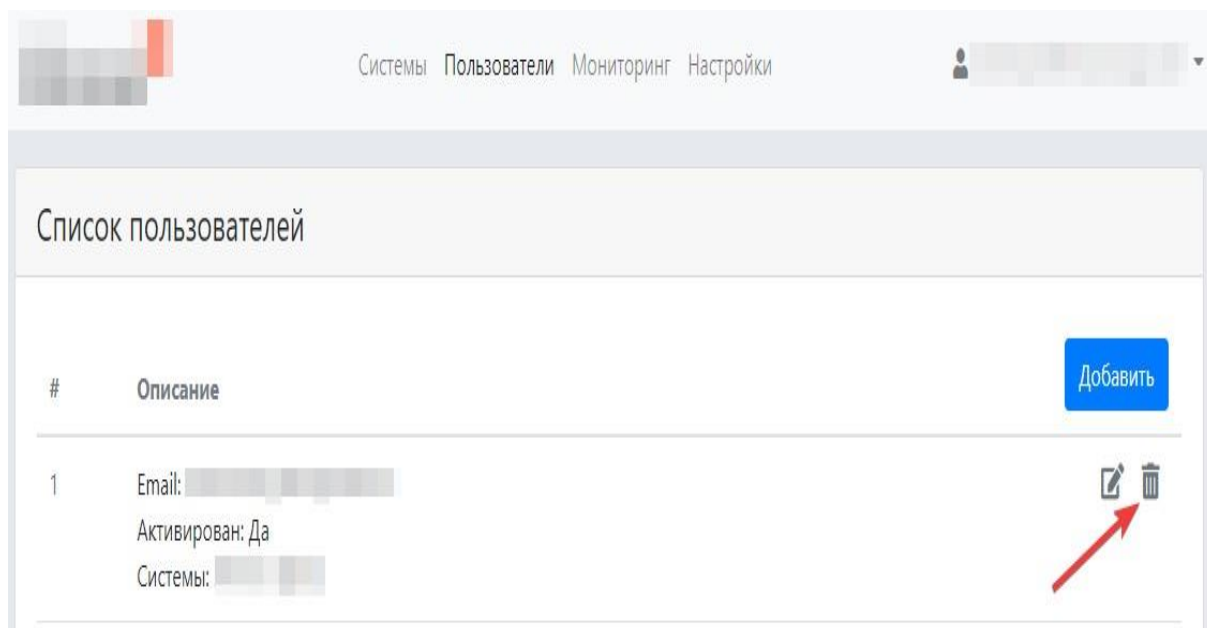 Системы Пользователи Мониторинг Настройки
Список пользователей
# Описание Добавить
1 Email:
Активирован: Да
Системы: